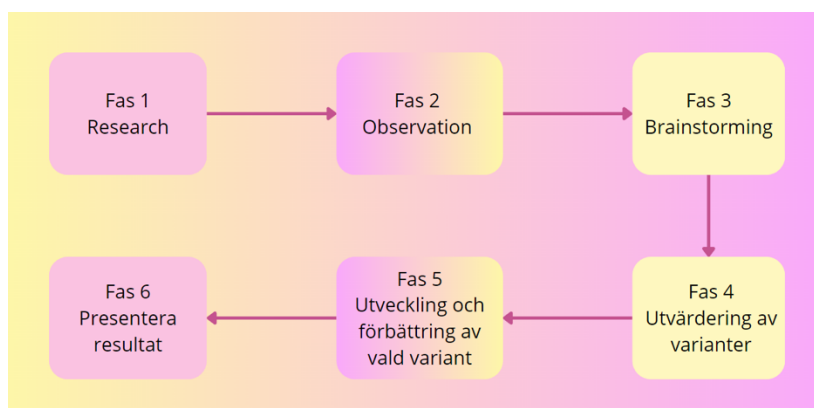 Fas 1
Research
Fas 2
Observation
Fas 3
Brainstorming
Fas 4
Utvärdering av
varianter
Fas 5
Utveckling och
förbättring av
vald variant
Fas 6
Presentera
resultat